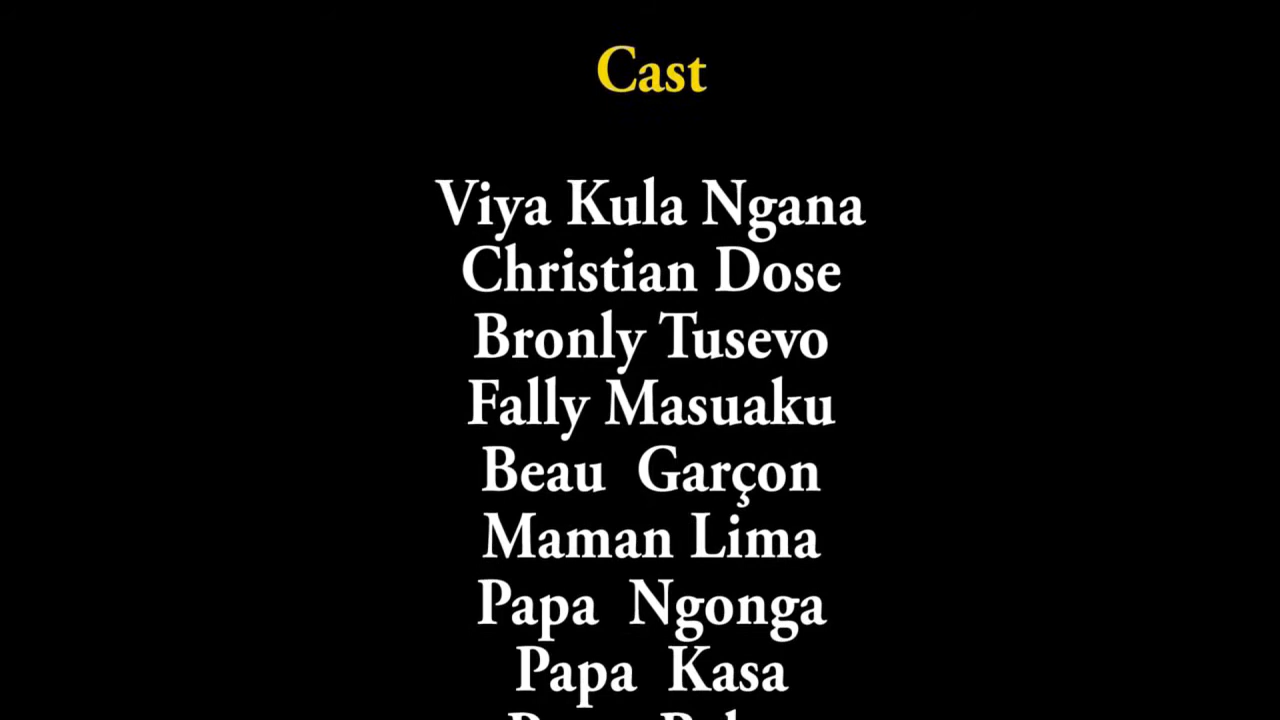 Cast
Viya Kula Ngana
Christian Dose
Bronly Tusevo
Fally Masuaku
Beau Garçon
Maman Lima
Papa Ngonga
Papa Kasa